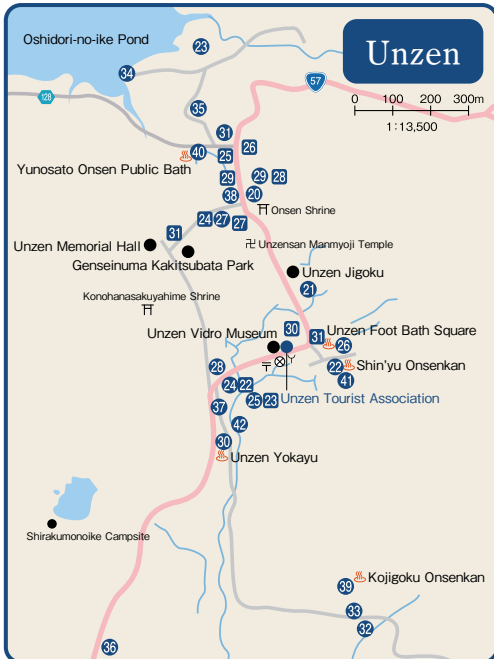 Oshidori-no-ike Pond
23
Unzen
34
57
128
0 100 200 300m
1:13,500
35
31
26
40
25
Yunosato Onsen Public Bath
29
29
28
38
20
Onsen Shrine
24
27
27
31
Unzen Memorial Hall
卍 Unzensan Manmyoji Temple
Genseinuma Kakitsubata Park
Unzen Jigoku
21
Konohanasakuyahime Shrine
30
Unzen Vidro Museum
31
Unzen Foot Bath Square
26
〒
28
22
Shin'yu Onsenkan
41
24
22
25
23
Unzen Tourist Association
37
42
30
Unzen Yokayu
Shirakumonoike Campsite
Kojigoku Onsenkan
39
33
32
36